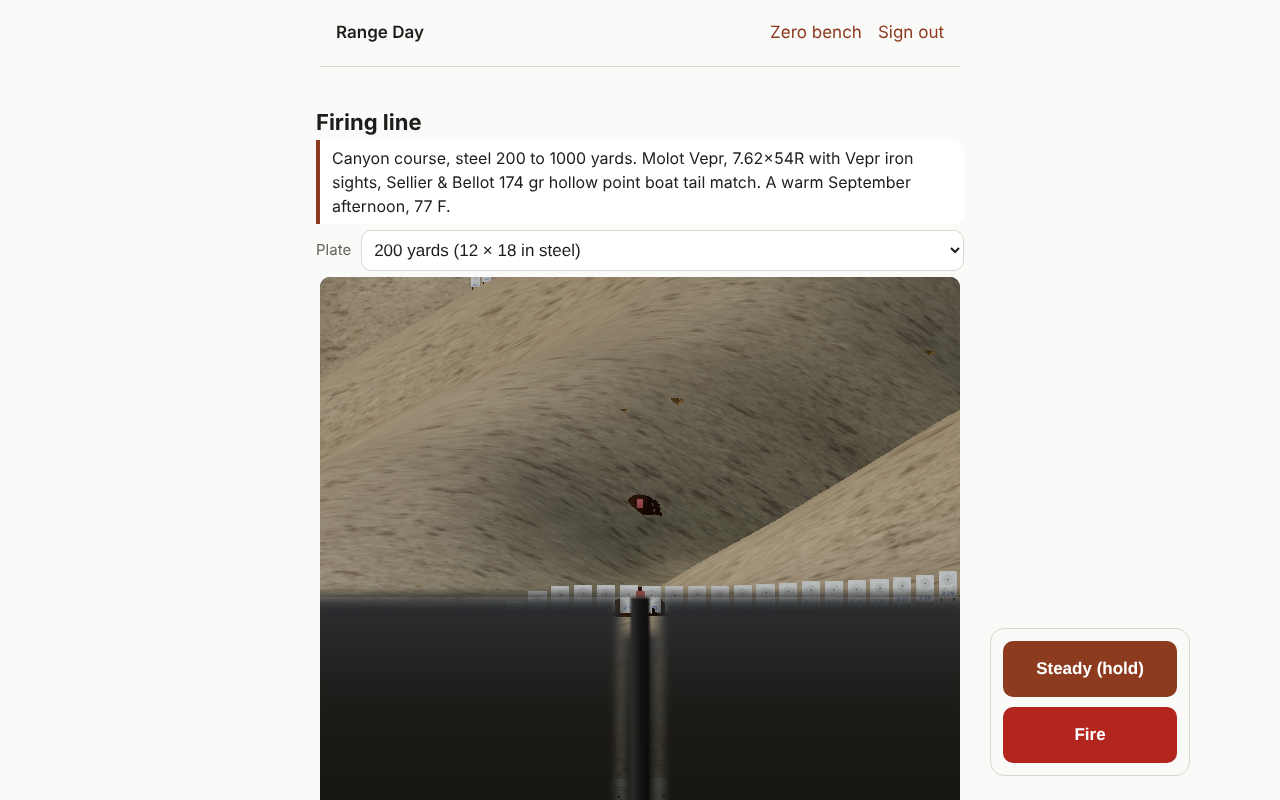 Range Day
Zero bench
Sign out
Firing line
Canyon course, steel 200 to 1000 yards. Molot Vepr, 7.62×54R with Vepr iron
sights, Sellier & Bellot 174 gr hollow point boat tail match. A warm September
afternoon, 77 F.
Plate
200 yards (12 × 18 in steel)
Steady (hold)
Fire